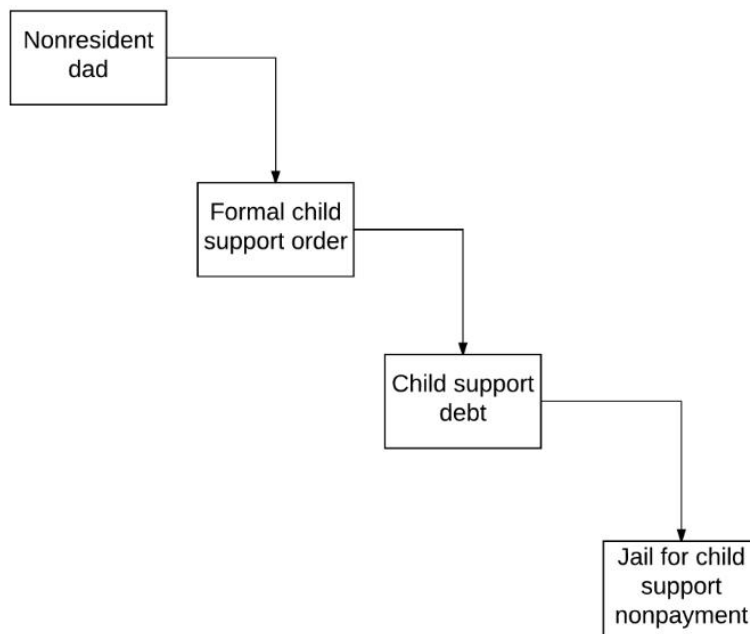 Nonresident
dad
Formal child
support order
Child support
debt
Jail for child
support
nonpayment